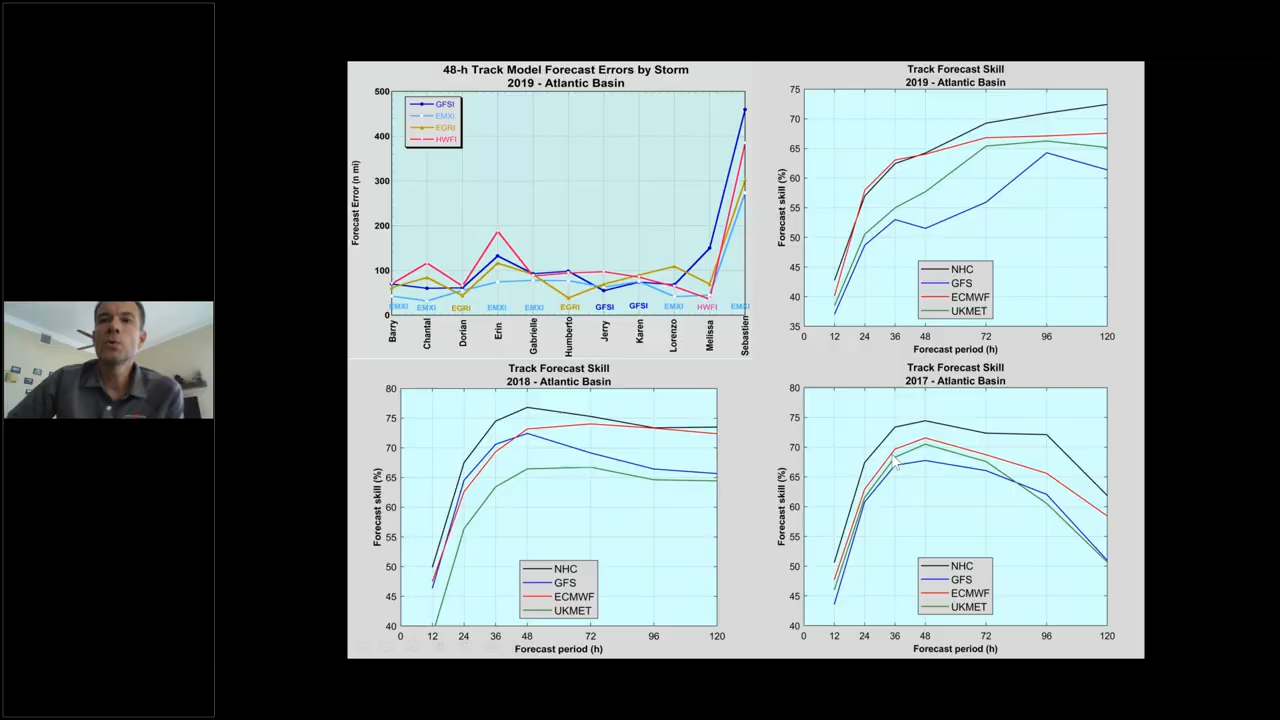 48-h Track Model Forecast Errors by Storm
2019 - Atlantic Basin
500
400
300
200
100
0
Forecast Error (n mi)
GFSI
EMXI
EGRI
HWFI
EMXI
EMXI
EGRI
EMXI
EMXI
EGRI
GFSI
GFSI
EMXI
HWFI
EMXI
Barry
Chantal
Dorian
Erin
Gabrielle
Humberto
Jerry
Karen
Lorenzo
Melissa
Sebastien
Track Forecast Skill
2019 - Atlantic Basin
75
70
65
60
55
50
45
40
35
Forecast skill (%)
NHC
GFS
ECMWF
UKMET
0 12 24 36 48 72 96 120
Forecast period (h)
Track Forecast Skill
2018 - Atlantic Basin
80
75
70
65
60
55
50
45
40
Forecast skill (%)
NHC
GFS
ECMWF
UKMET
0 12 24 36 48 72 96 120
Forecast period (h)
Track Forecast Skill
2017 - Atlantic Basin
80
75
70
65
60
55
50
45
40
Forecast skill (%)
NHC
GFS
ECMWF
UKMET
0 12 24 36 48 72 96 120
Forecast period (h)